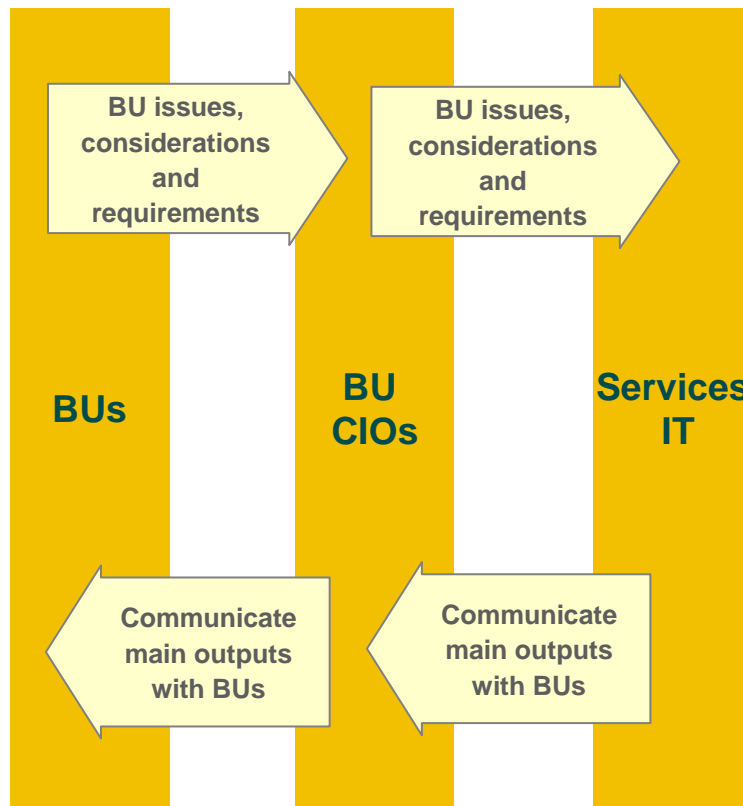 BU issues,
considerations
and
requirements
BU issues,
considerations
and
requirements
BUs
BU
CIOs
Services
IT
Communicate
main outputs
with BUs
Communicate
main outputs
with BUs